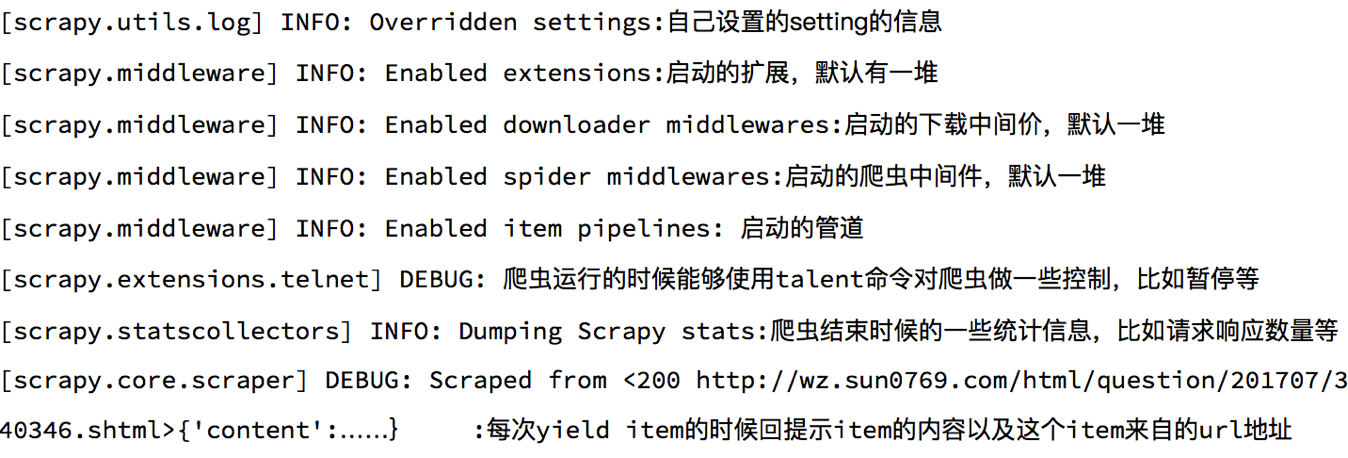 [scrapy.utils.log] INFO: Overridden settings:自己设置的setting的信息
[scrapy.middleware] INFO: Enabled extensions:启动的扩展，默认有一堆
[scrapy.middleware] INFO: Enabled downloader middlewares:启动的下载中间价，默认一堆
[scrapy.middleware] INFO: Enabled spider middlewares:启动的爬虫中间件，默认一堆
[scrapy.middleware] INFO: Enabled item pipelines: 启动的管道
[scrapy.extensions.telnet] DEBUG: 爬虫运行的时候能够使用talent命令对爬虫做一些控制，比如暂停等
[scrapy.statscollectors] INFO: Dumping Scrapy stats:爬虫结束时候的一些统计信息，比如请求响应数量等
[scrapy.core.scraper] DEBUG: Scraped from <200 http://wz.sun0769.com/html/question/201707/3
40346.shtml>{'content':……}     :每次yield item的时候回提示item的内容以及这个item来自的url地址